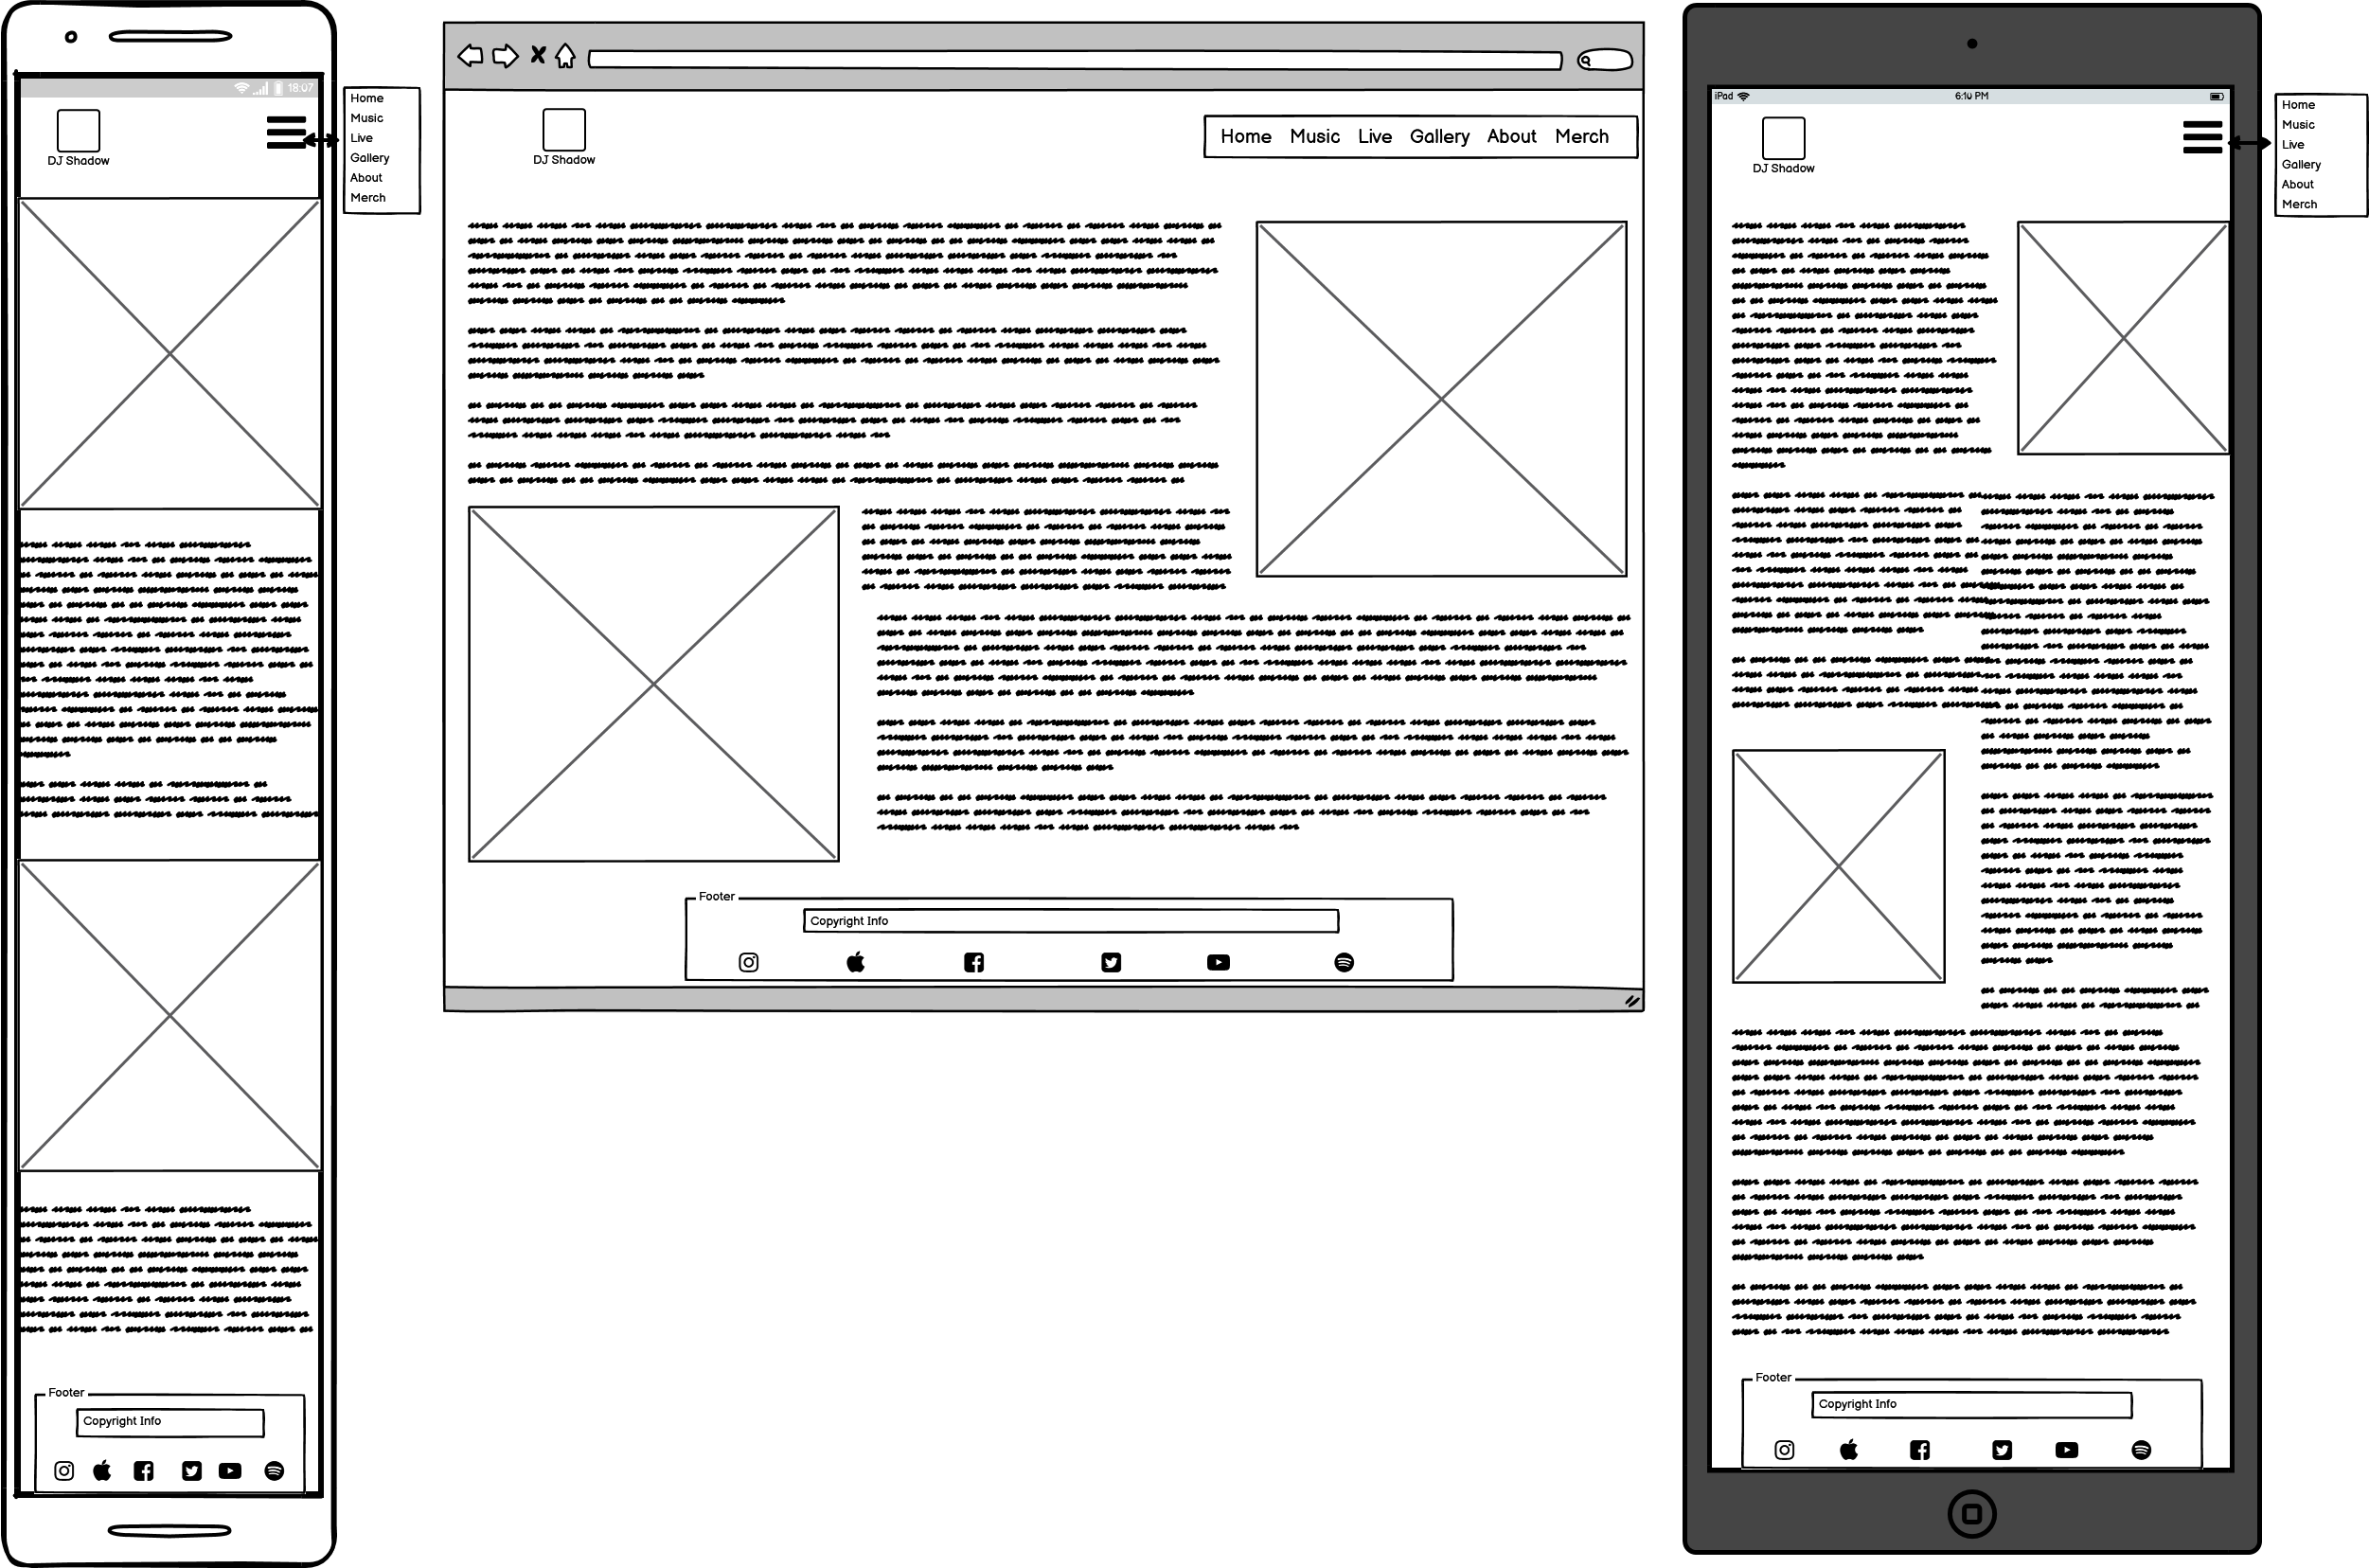 18:07
DJ Shadow
Home
Music
Live
Gallery
About
Merch
Footer
Copyright Info
DJ Shadow
Home Music Live Gallery About Merch
Footer
Copyright Info
iPad 6:10 PM
DJ Shadow
Home
Music
Live
Gallery
About
Merch
Footer
Copyright Info